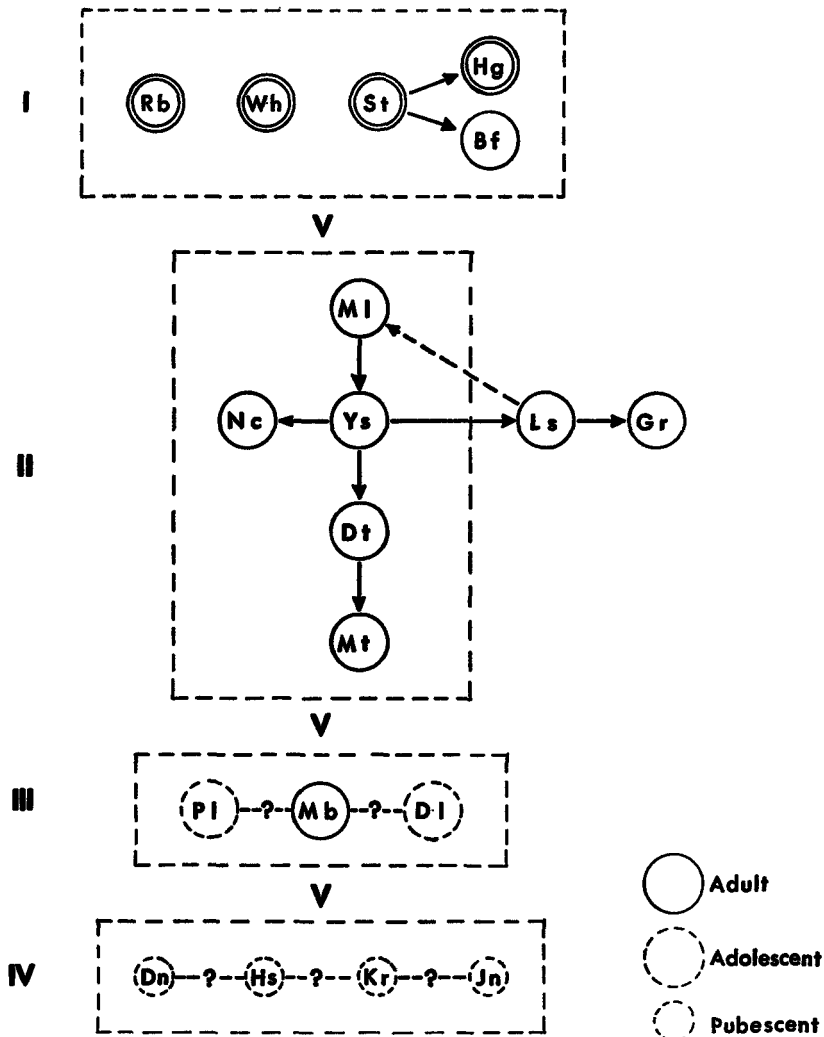 Hg
I Rb Wh St
Bf
V
Ml
Nc Ys Ls Gr
II
Dt
Mt
V
III Pl ? Mb ? Dl
V
Adult
IV Dn ? Hs ? Kr ? Jn Adolescent
Pubescent